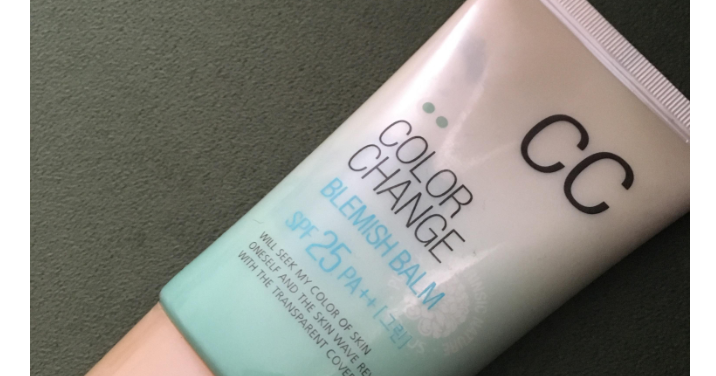 CC
COLOR
CHANGE
BLEMISH BALM
SPF25 PA++
WILL SEEK MY COLOR OF SKIN
ONESELF AND THE SKIN WAVE
WITH THE TRANSPARENT